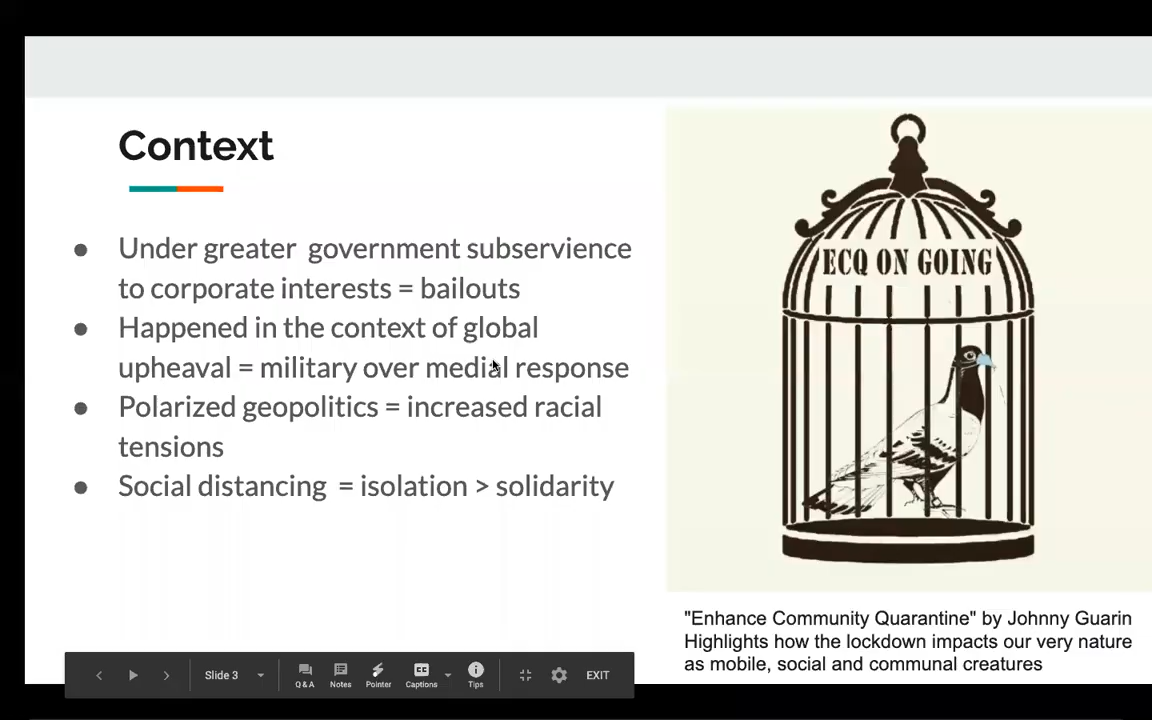 Context
● Under greater  government subservience
to corporate interests = bailouts
● Happened in the context of global
upheaval = military over medial response
● Polarized geopolitics = increased racial
tensions
● Social distancing  = isolation > solidarity
ECQ ON GOING
"Enhance Community Quarantine" by Johnny Guarin
Highlights how the lockdown impacts our very nature
as mobile, social and communal creatures
Slide 3
Q & A
Notes
Pointer
CC
Captions
Tips
EXIT